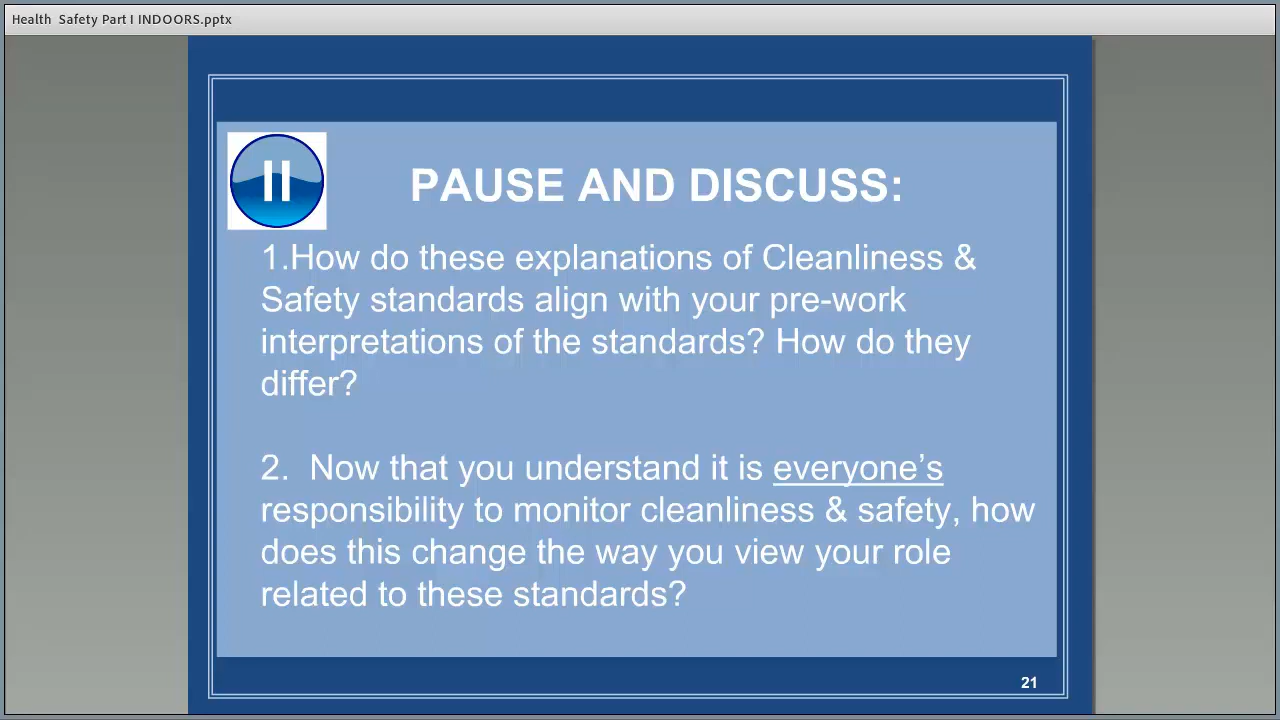 Health  Safety Part I INDOORS.pptx
PAUSE AND DISCUSS:
1.How do these explanations of Cleanliness &
Safety standards align with your pre-work
interpretations of the standards? How do they
differ?
2.  Now that you understand it is everyone’s
responsibility to monitor cleanliness & safety, how
does this change the way you view your role
related to these standards?
21